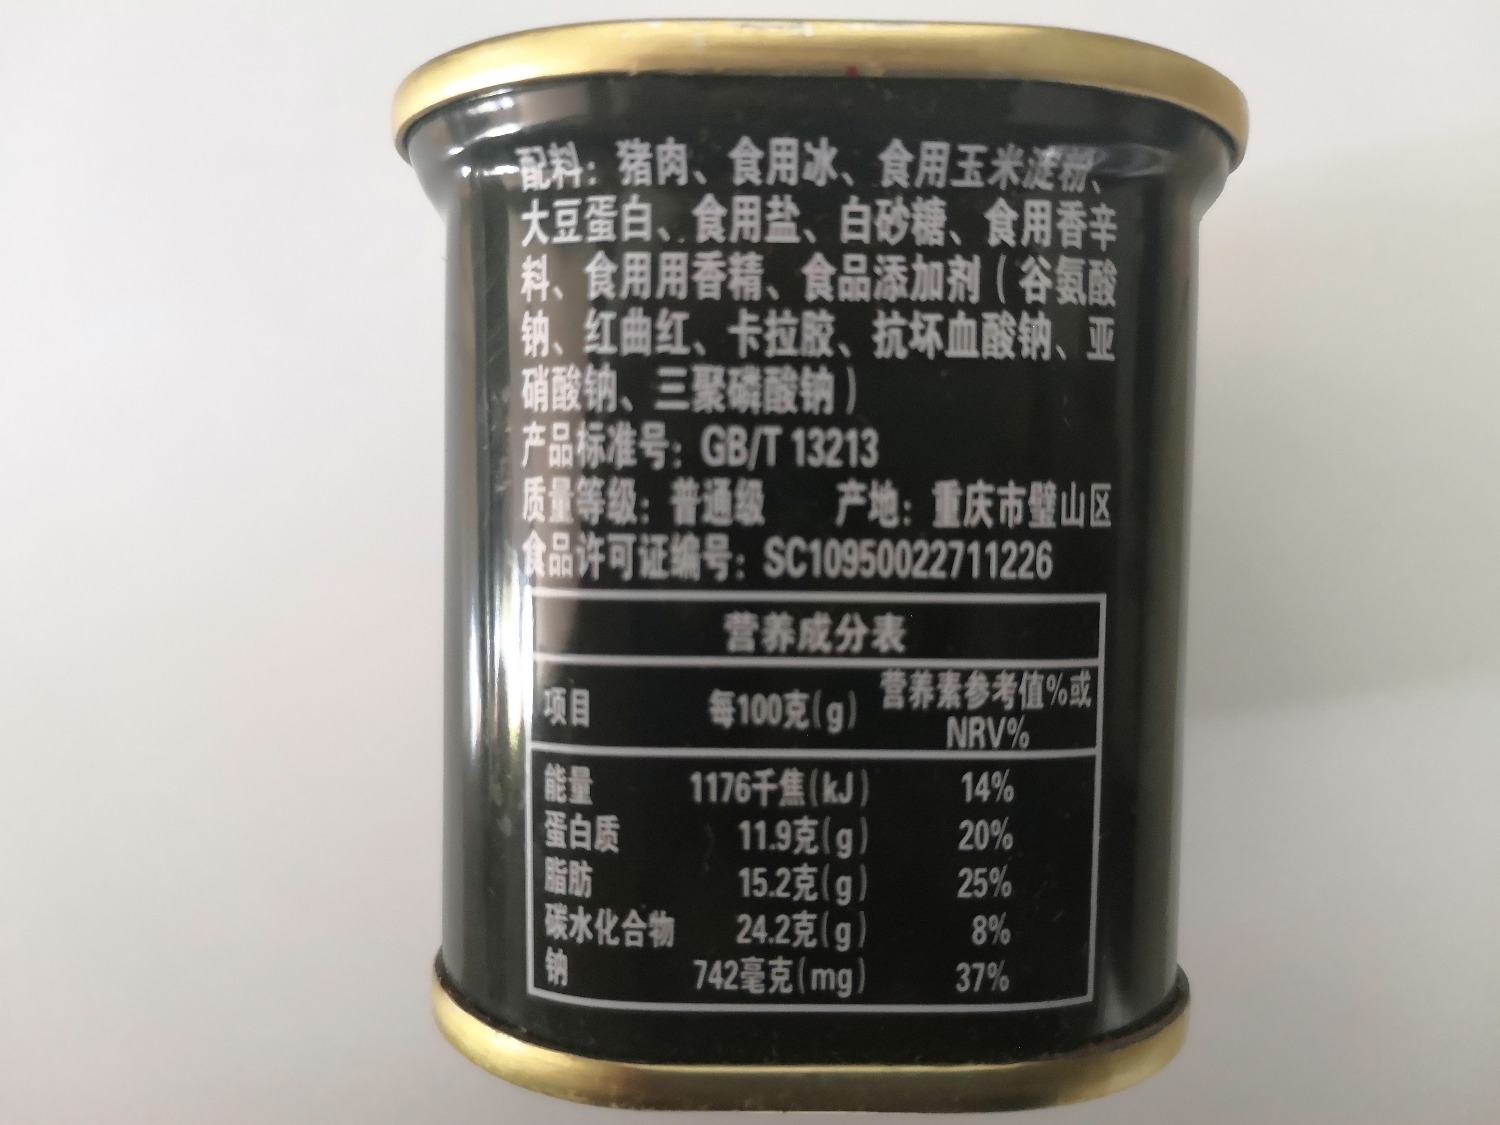 配料：猪肉、食用冰、食用玉米淀粉、
大豆蛋白、食用盐、白砂糖、食用香辛
料、食用用香精、食品添加剂（谷氨酸
钠、红曲红、卡拉胶、抗坏血酸钠、亚
硝酸钠、三聚磷酸钠）
产品标准号：GB/T 13213
质量等级：普通级 产地：重庆市璧山区
食品许可证编号：SC10950022711226
营养成分表
项目 每100克(g) 营养素参考值%或NRV%
能量 1176千焦(kJ) 14%
蛋白质 11.9克(g) 20%
脂肪 15.2克(g) 25%
碳水化合物 24.2克(g) 8%
钠 742毫克(mg) 37%